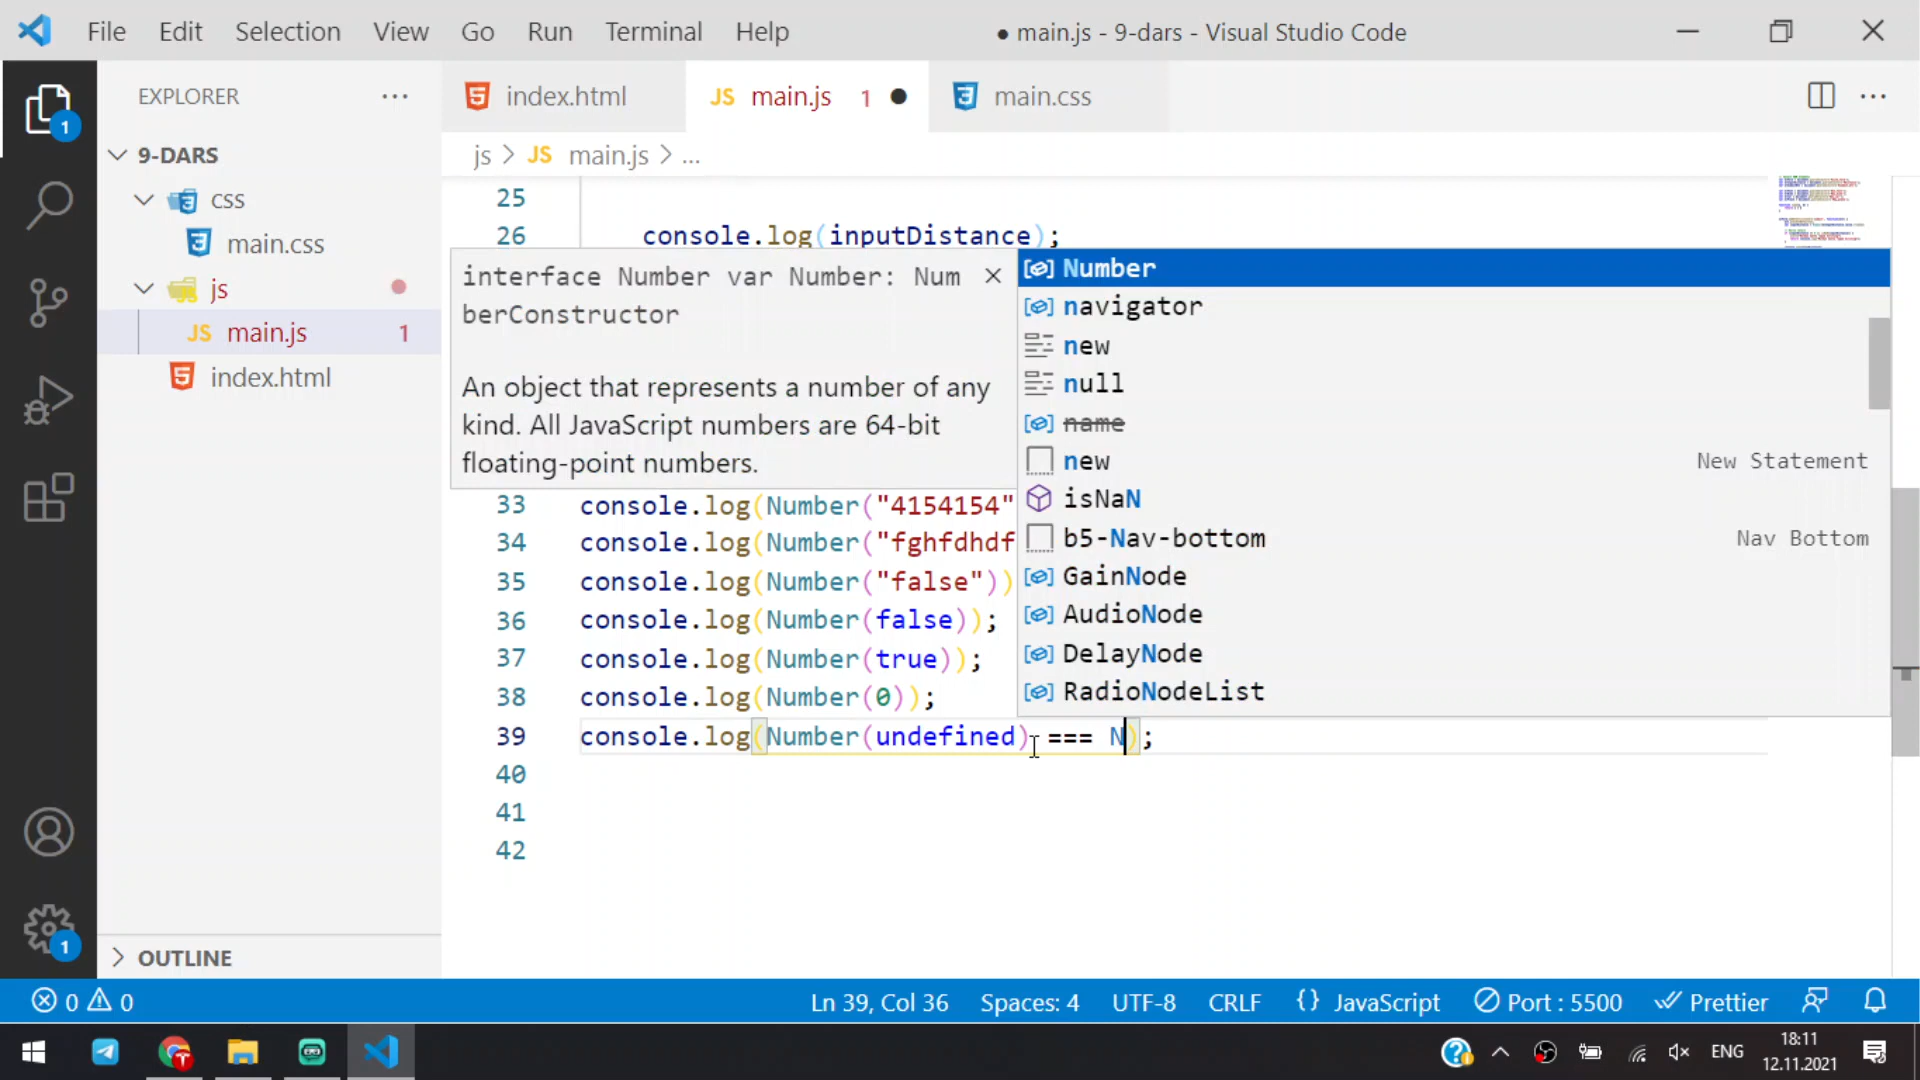 File Edit Selection View Go Run Terminal Help
● main.js - 9-dars - Visual Studio Code
EXPLORER
9-DARS
css
main.css
js
JS main.js 1
index.html
OUTLINE
index.html
JS main.js 1 ●
main.css
js > JS main.js > ...
25
26 console.log(inputDistance);
interface Number var Number: Num
berConstructor
An object that represents a number of any
kind. All JavaScript numbers are 64-bit
floating-point numbers.
Number
navigator
new
null
name
new New Statement
isNaN
b5-Nav-bottom Nav Bottom
GainNode
AudioNode
DelayNode
RadioNodeList
33 console.log(Number("4154154"
34 console.log(Number("fghfdhdf
35 console.log(Number("false"))
36 console.log(Number(false));
37 console.log(Number(true));
38 console.log(Number(0));
39 console.log(Number(undefined) === N);
40
41
42
1
1
0 0 Ln 39, Col 36 Spaces: 4 UTF-8 CRLF {} JavaScript Port : 5500 Prettier
ENG
18:11
12.11.2021